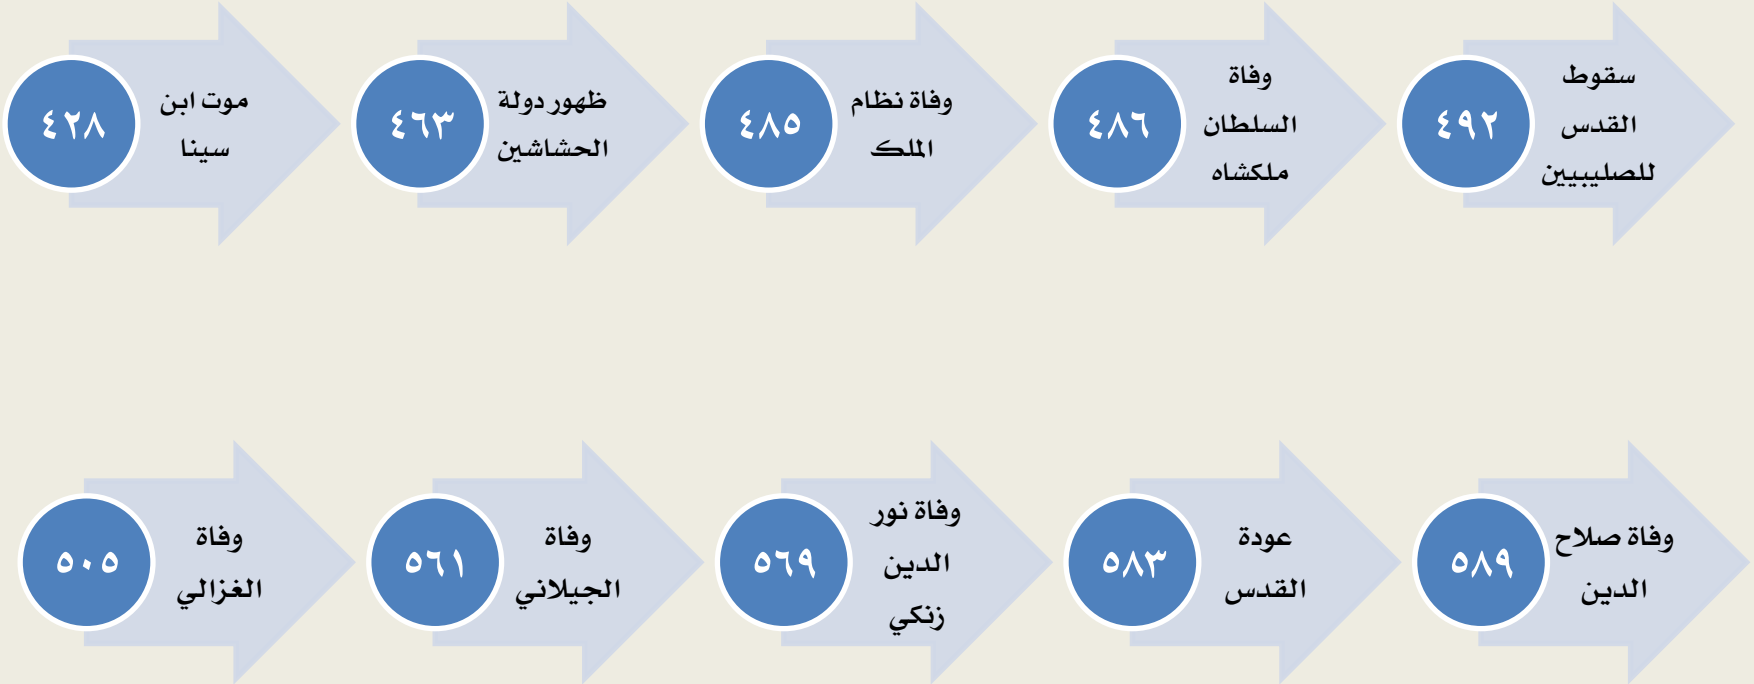 ٤٢٨
موت ابن
سينا
٤٦٣
ظهور دولة
الحشاشين
٤٨٥
وفاة نظام
الملك
٤٨٦
وفاة
السلطان
ملكشاه
٤٩٢
سقوط
القدس
للصليبيين
٥٠٥
وفاة
الغزالي
٥٦١
وفاة
الجيلاني
٥٦٩
وفاة نور
الدين
زنكي
٥٨٣
عودة
القدس
٥٨٩
وفاة صلاح
الدين